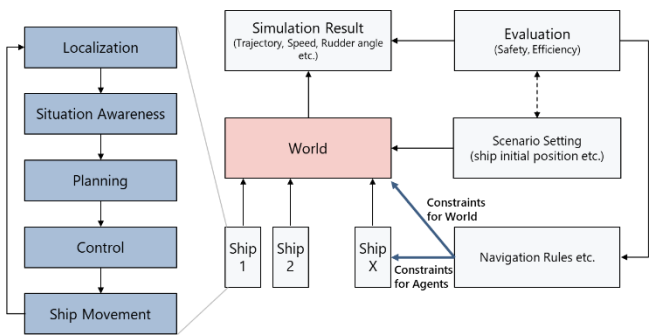 Localization
Situation Awareness
Planning
Control
Ship Movement
Simulation Result
(Trajectory, Speed, Rudder angle
etc.)
Evaluation
(Safety, Efficiency)
World
Scenario Setting
(ship initial position etc.)
Constraints
for World
Ship
1
Ship
2
Ship
X
Constraints
for Agents
Navigation Rules etc.